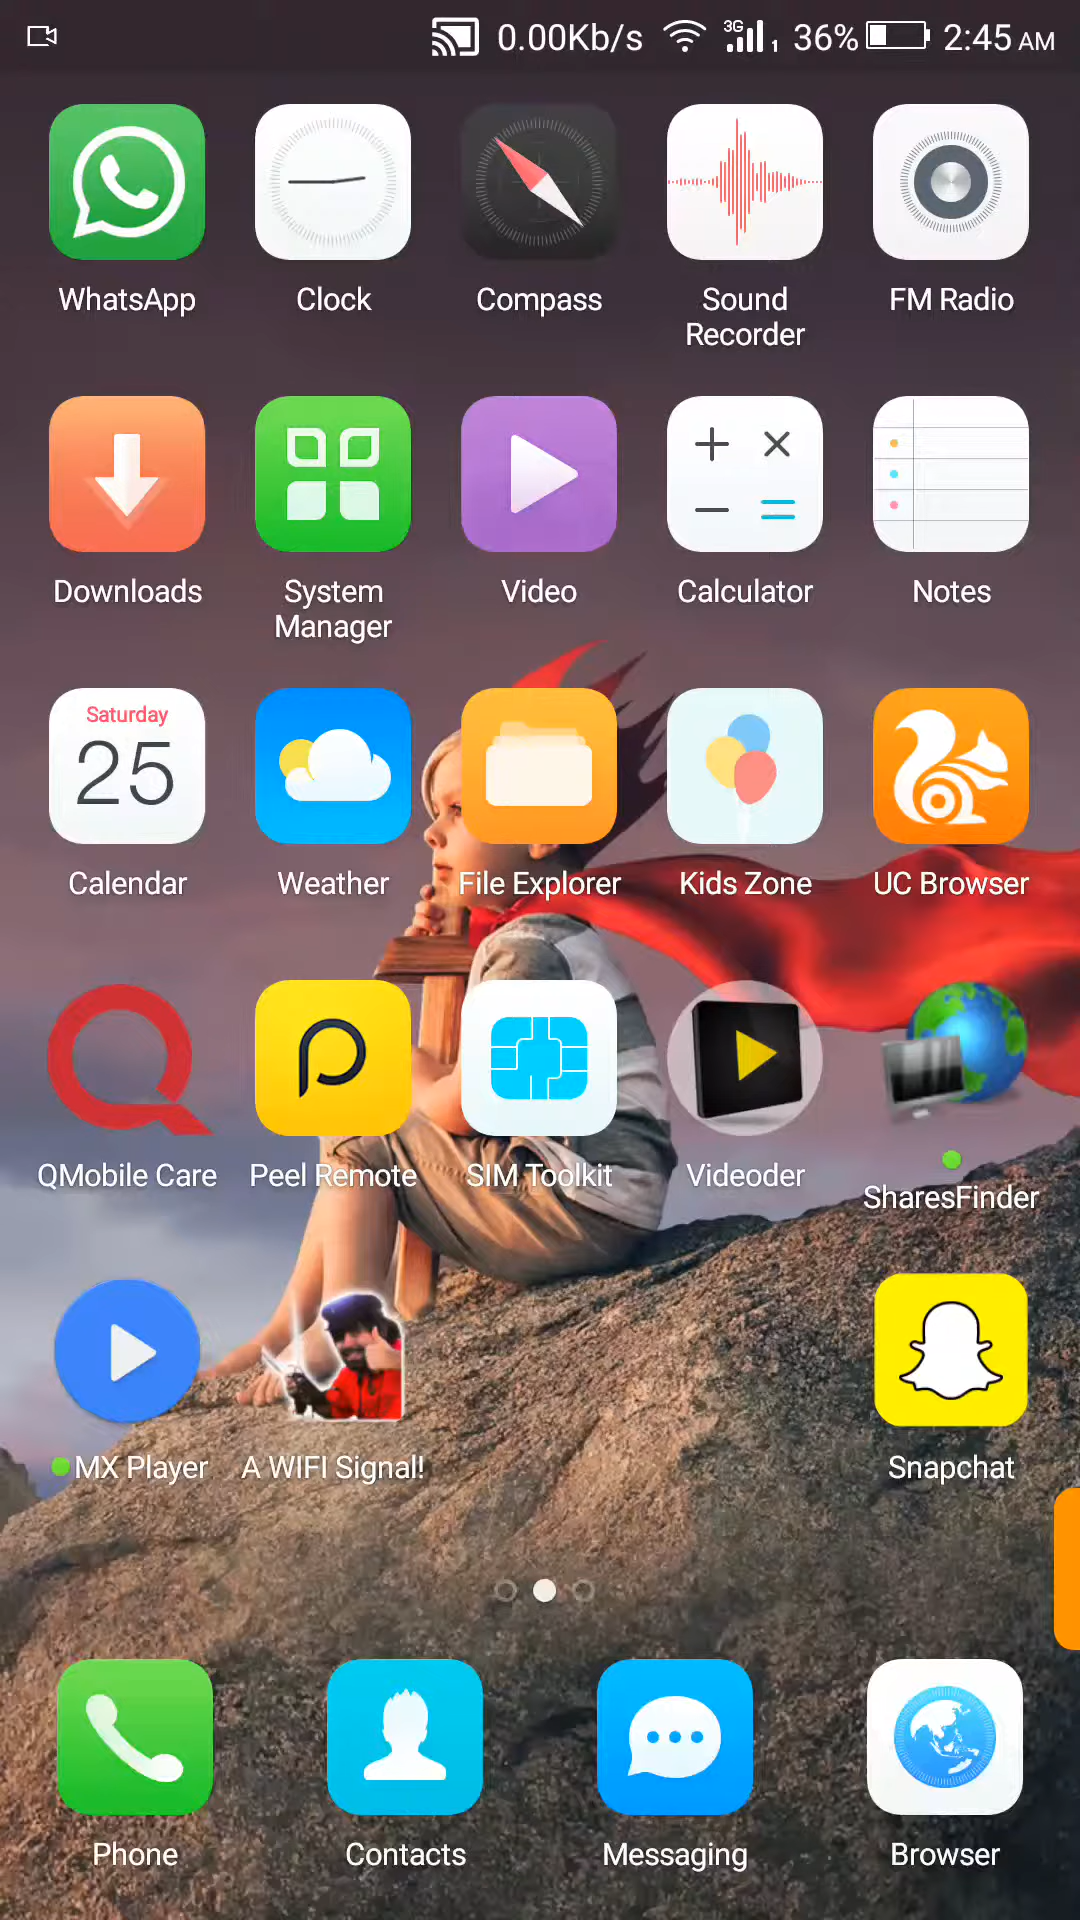 0.00Kb/s 3G 1 36% 2:45 AM
WhatsApp Clock Compass Sound Recorder FM Radio
Downloads System Manager Video Calculator Notes
Saturday
25
Calendar Weather File Explorer Kids Zone UC Browser
QMobile Care Peel Remote SIM Toolkit Videoder SharesFinder
MX Player A WIFI Signal! Snapchat
Phone Contacts Messaging Browser